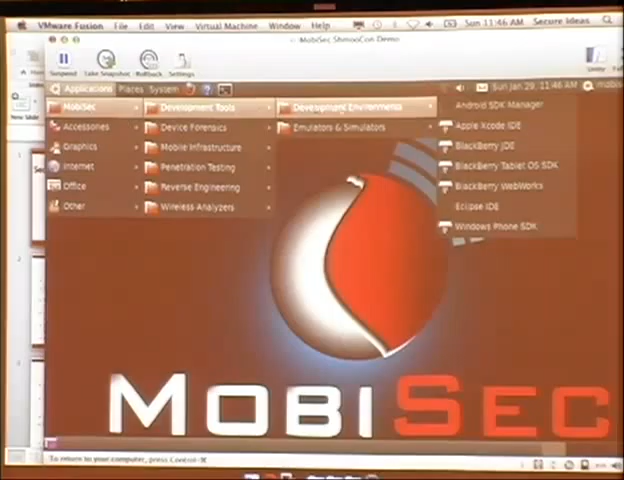 VMware Fusion File Edit View Virtual Machine Window Help Sun 11:46 AM Secure Ideas
MobiSec ShmooCon Demo
Suspend Take Snapshot Rollback Settings Unity
Applications Places System Sun Jan 29, 11:46 AM
New Slide
MobiSec Development Tools Development Environments Android SDK Manager
Accessories Device Forensics Emulators & Simulators Apple Xcode IDE
Graphics Mobile Infrastructure BlackBerry JDE
Internet Penetration Testing BlackBerry Tablet OS SDK
Office Reverse Engineering BlackBerry WebWorks
Other Wireless Analyzers Eclipse IDE
Windows Phone SDK
MOBISEC
To return to your computer, press Control-⌘